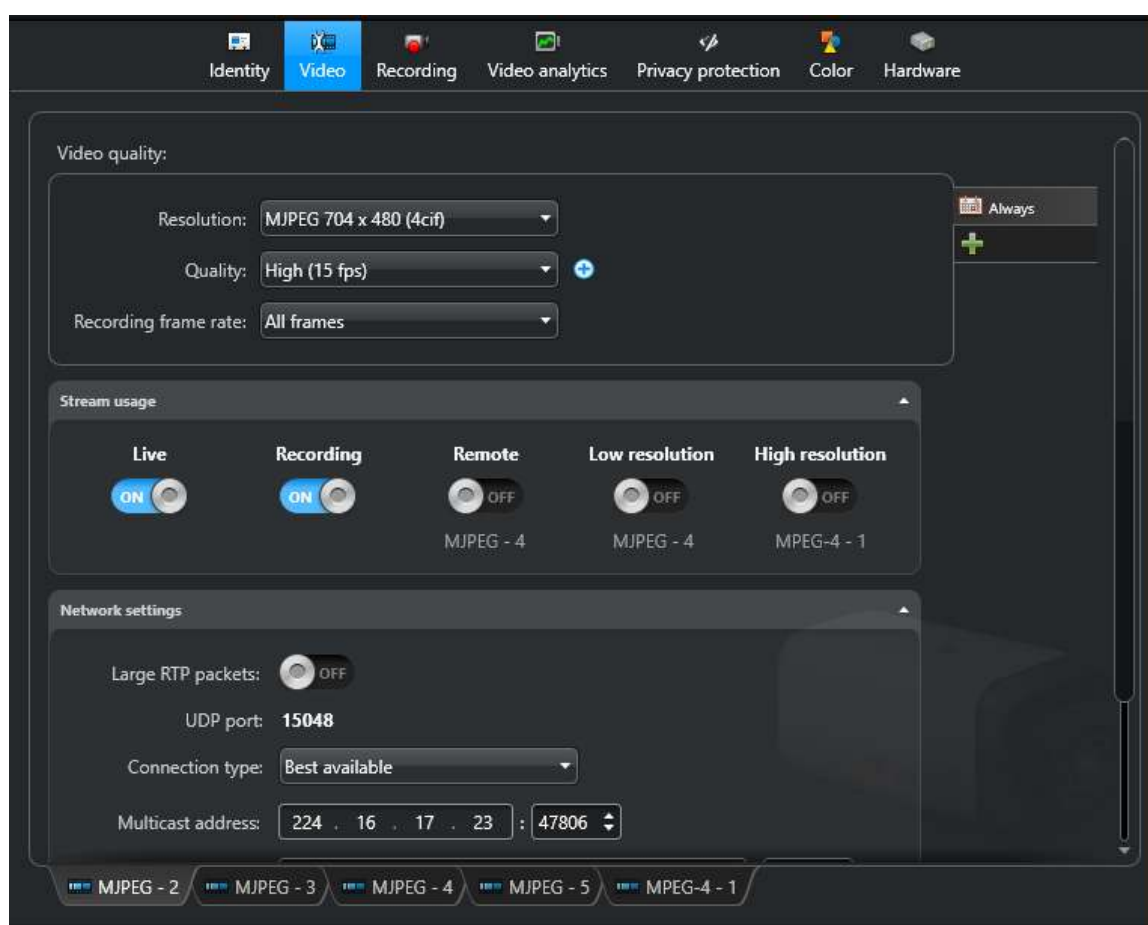 Identity Video Recording Video analytics Privacy protection Color Hardware
Video quality:
Always
Resolution: MJPEG 704 x 480 (4cif)
Quality: High (15 fps)
Recording frame rate: All frames
Stream usage
Live Recording Remote Low resolution High resolution
ON ON OFF OFF OFF
MJPEG - 4 MJPEG - 4 MPEG-4 - 1
Network settings
Large RTP packets: OFF
UDP port: 15048
Connection type: Best available
Multicast address: 224 . 16 . 17 . 23 : 47806
MJPEG - 2 MJPEG - 3 MJPEG - 4 MJPEG - 5 MPEG-4 - 1